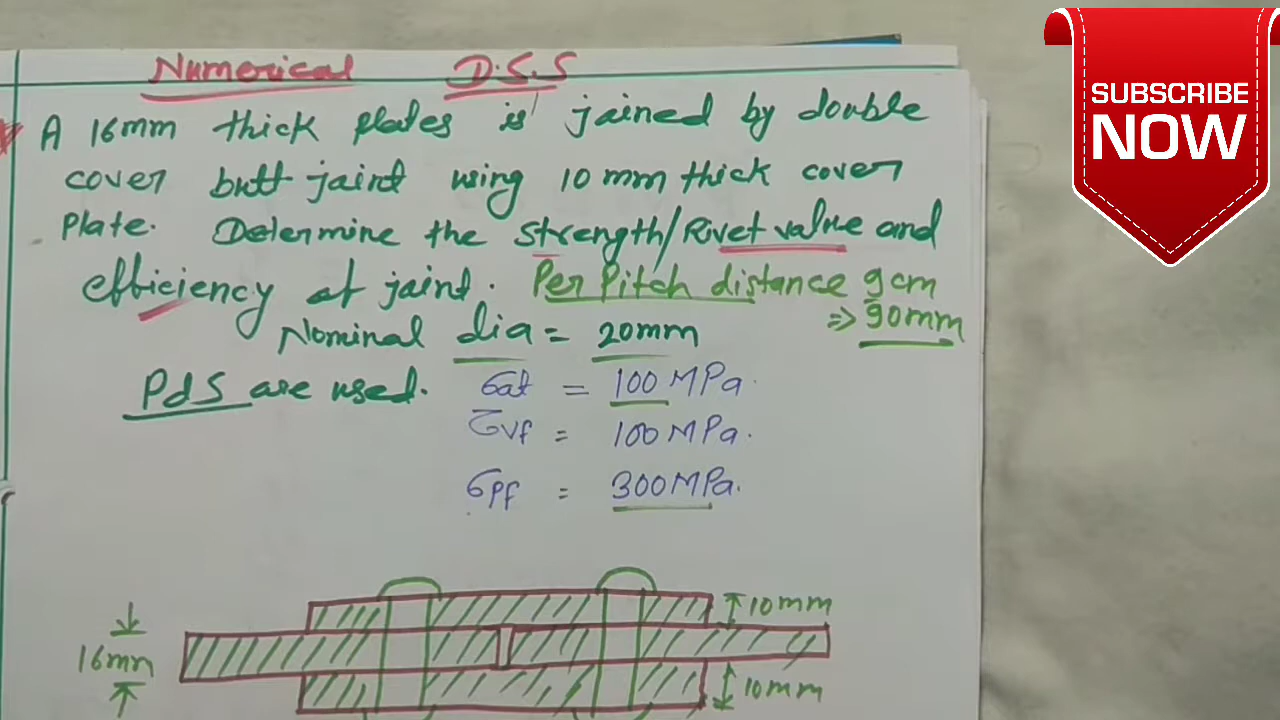 Numerical D.S.S
A 16mm thick plates is jained by double
cover butt jaint using 10 mm thick cover
Plate. Determine the strength/Rivet value and
efficiency of jaint. Per Pitch distance 9cm
⇒ 90mm
Nominal dia = 20mm
PdS are used. σat = 100 MPa.
τvf = 100 MPa.
σpf = 300 MPa.
10mm
16mm
10mm
SUBSCRIBE
NOW